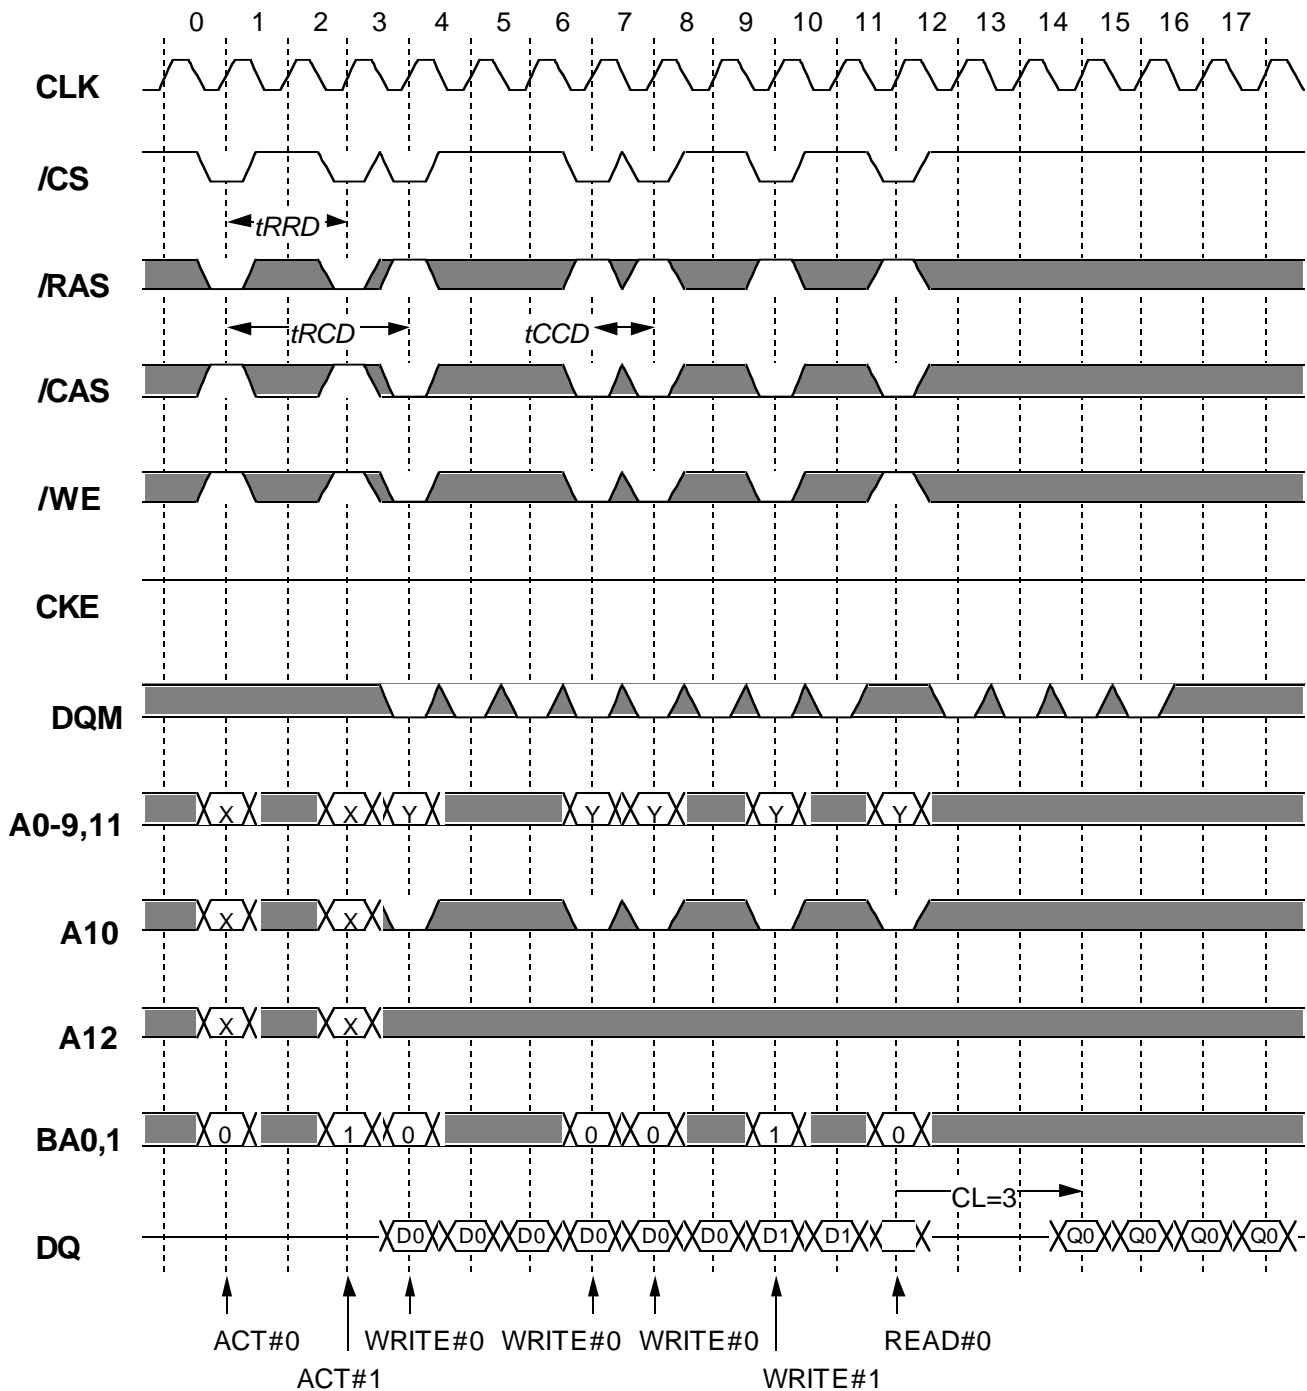 0 1 2 3 4 5 6 7 8 9 10 11 12 13 14 15 16 17
CLK
/CS
tRRD
/RAS
tRCD tCCD
/CAS
/WE
CKE
DQM
A0-9,11 X X Y Y Y Y Y
A10 X X
A12 X X
BA0,1 0 1 0 0 0 1 0
CL=3
DQ D0 D0 D0 D0 D0 D0 D1 D1 Q0 Q0 Q0 Q0
ACT#0 WRITE#0 WRITE#0 WRITE#0 READ#0
ACT#1 WRITE#1